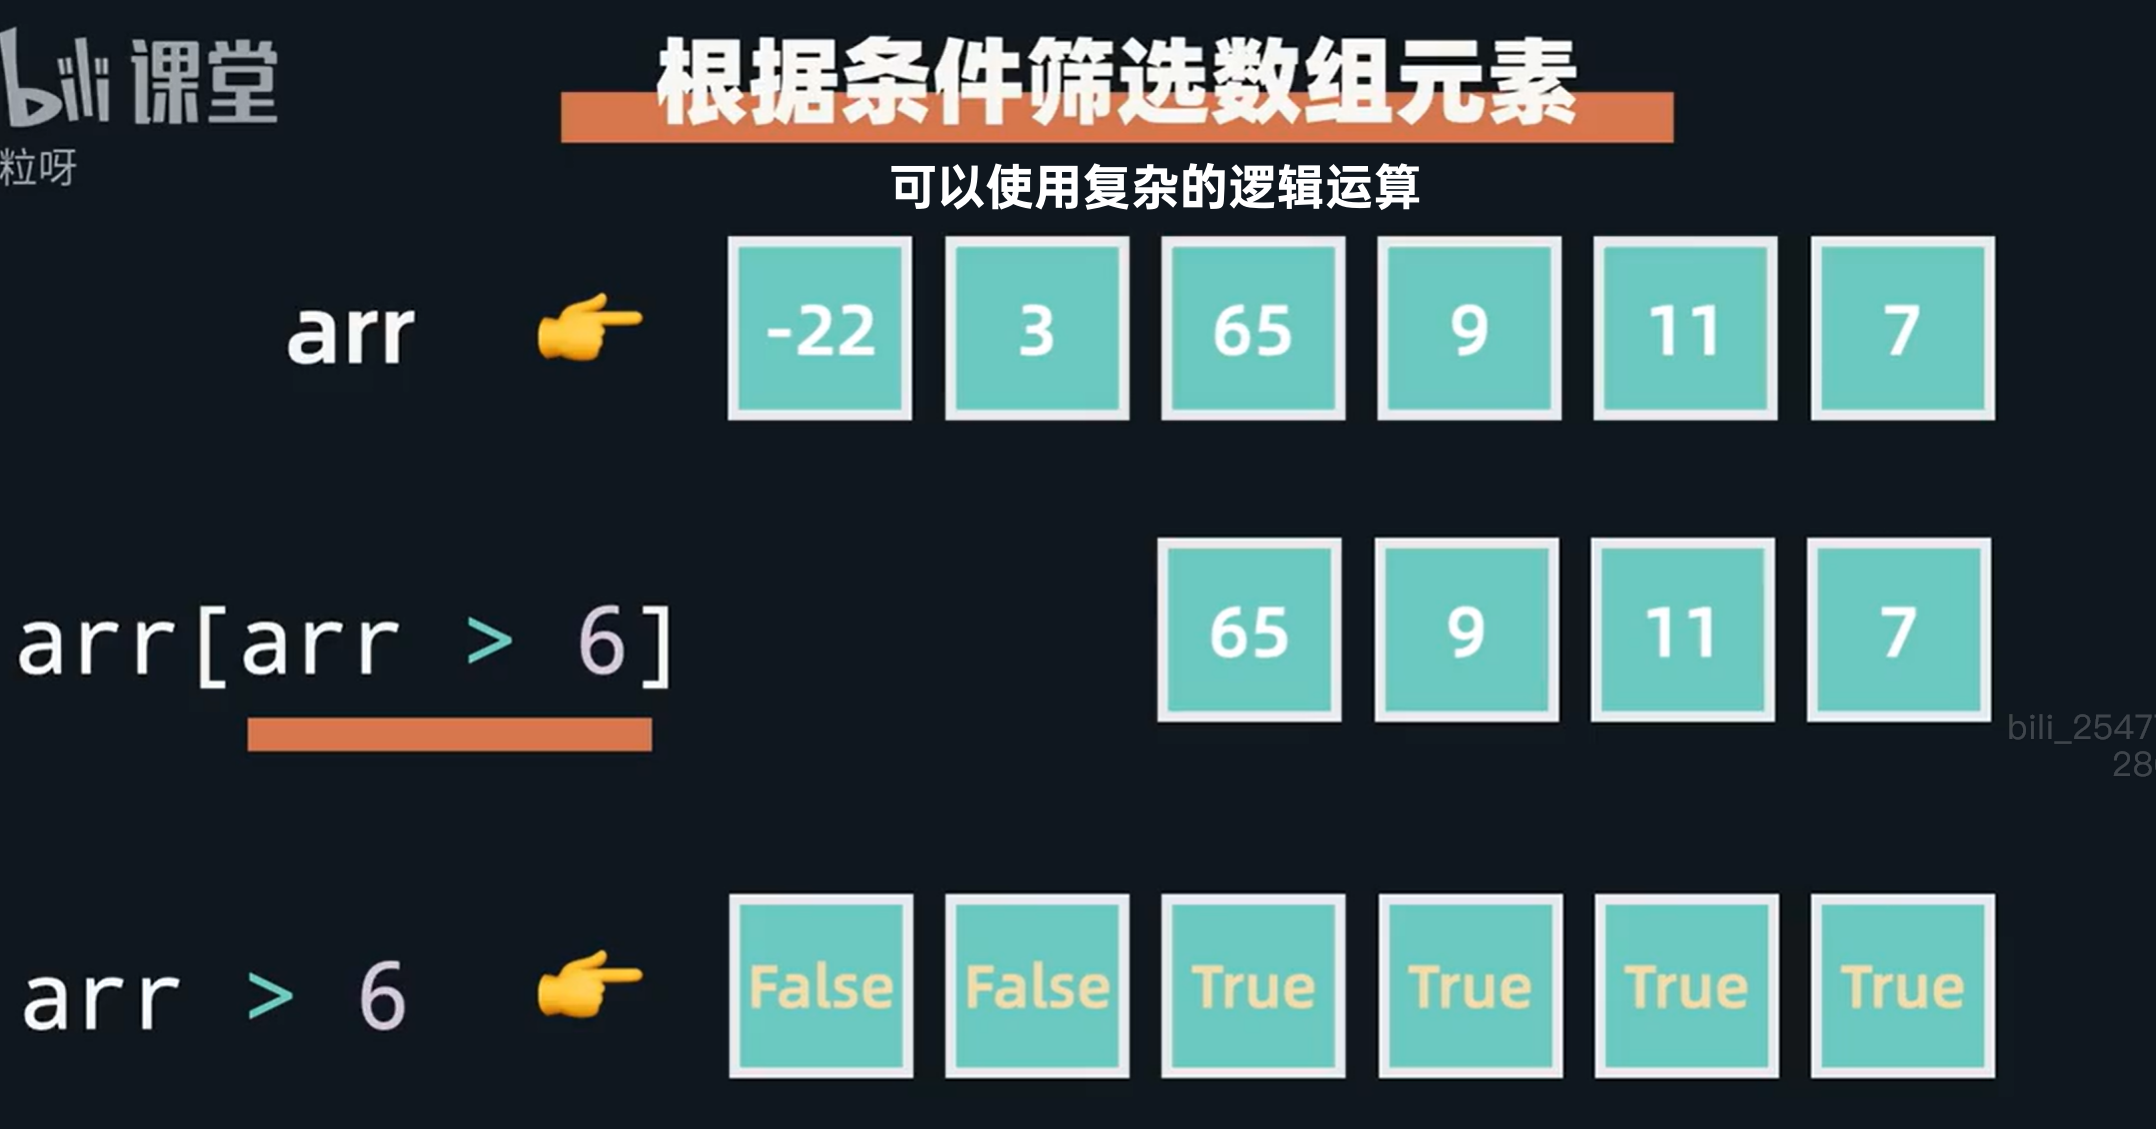 bili 课堂
粒呀
根据条件筛选数组元素
可以使用复杂的逻辑运算
arr -22 3 65 9 11 7
arr[arr > 6] 65 9 11 7
bili_2547
28
arr > 6 False False True True True True